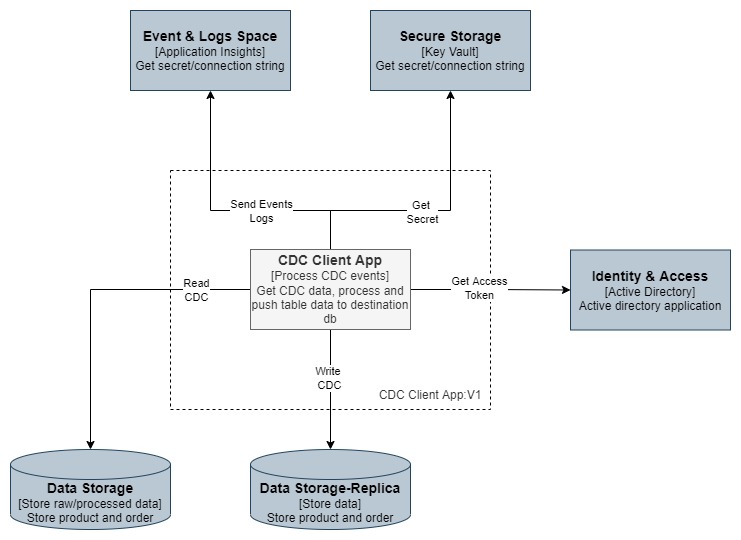 Event & Logs Space
[Application Insights]
Get secret/connection string
Secure Storage
[Key Vault]
Get secret/connection string
Send Events
Logs
Get
Secret
CDC Client App
[Process CDC events]
Get CDC data, process and
push table data to destination
db
Read
CDC
Get Access
Token
Identity & Access
[Active Directory]
Active directory application
Write
CDC
CDC Client App:V1
Data Storage
[Store raw/processed data]
Store product and order
Data Storage-Replica
[Store data]
Store product and order